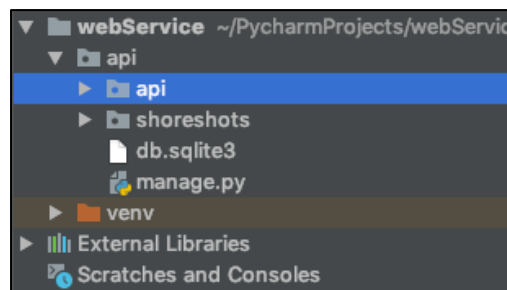 webService ~/PycharmProjects/webServic
api
api
shoreshots
db.sqlite3
manage.py
venv
External Libraries
Scratches and Consoles